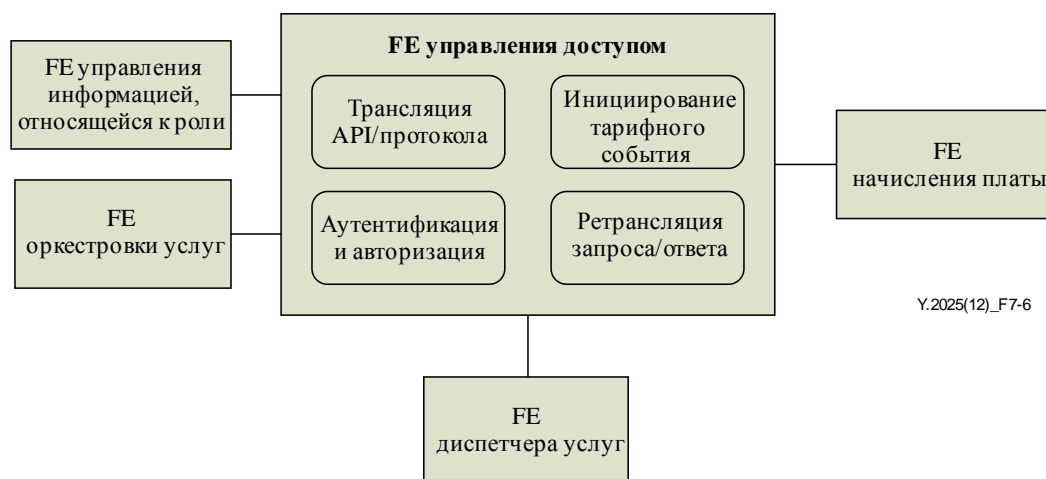 FE управления доступом
FE управления
информацией,
относящейся к роли
Трансляция
API/протокола
Инициирование
тарифного
события
FE
начисления платы
FE
оркестровки услуг
Аутентификация
и авторизация
Ретрансляция
запроса/ответа
Y.2025(12)_F7-6
FE
диспетчера услуг